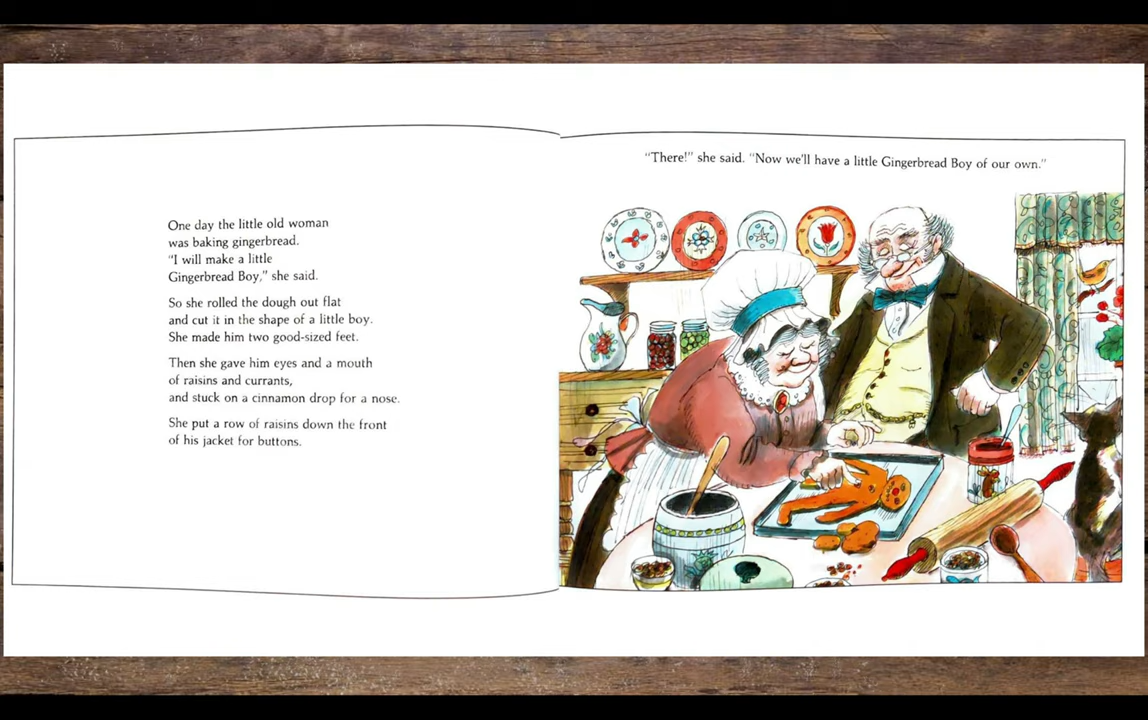 One day the little old woman
was baking gingerbread.
"I will make a little
Gingerbread Boy," she said.
So she rolled the dough out flat
and cut it in the shape of a little boy.
She made him two good-sized feet.
Then she gave him eyes and a mouth
of raisins and currants,
and stuck on a cinnamon drop for a nose.
She put a row of raisins down the front
of his jacket for buttons.
"There!" she said. "Now we'll have a little Gingerbread Boy of our own."